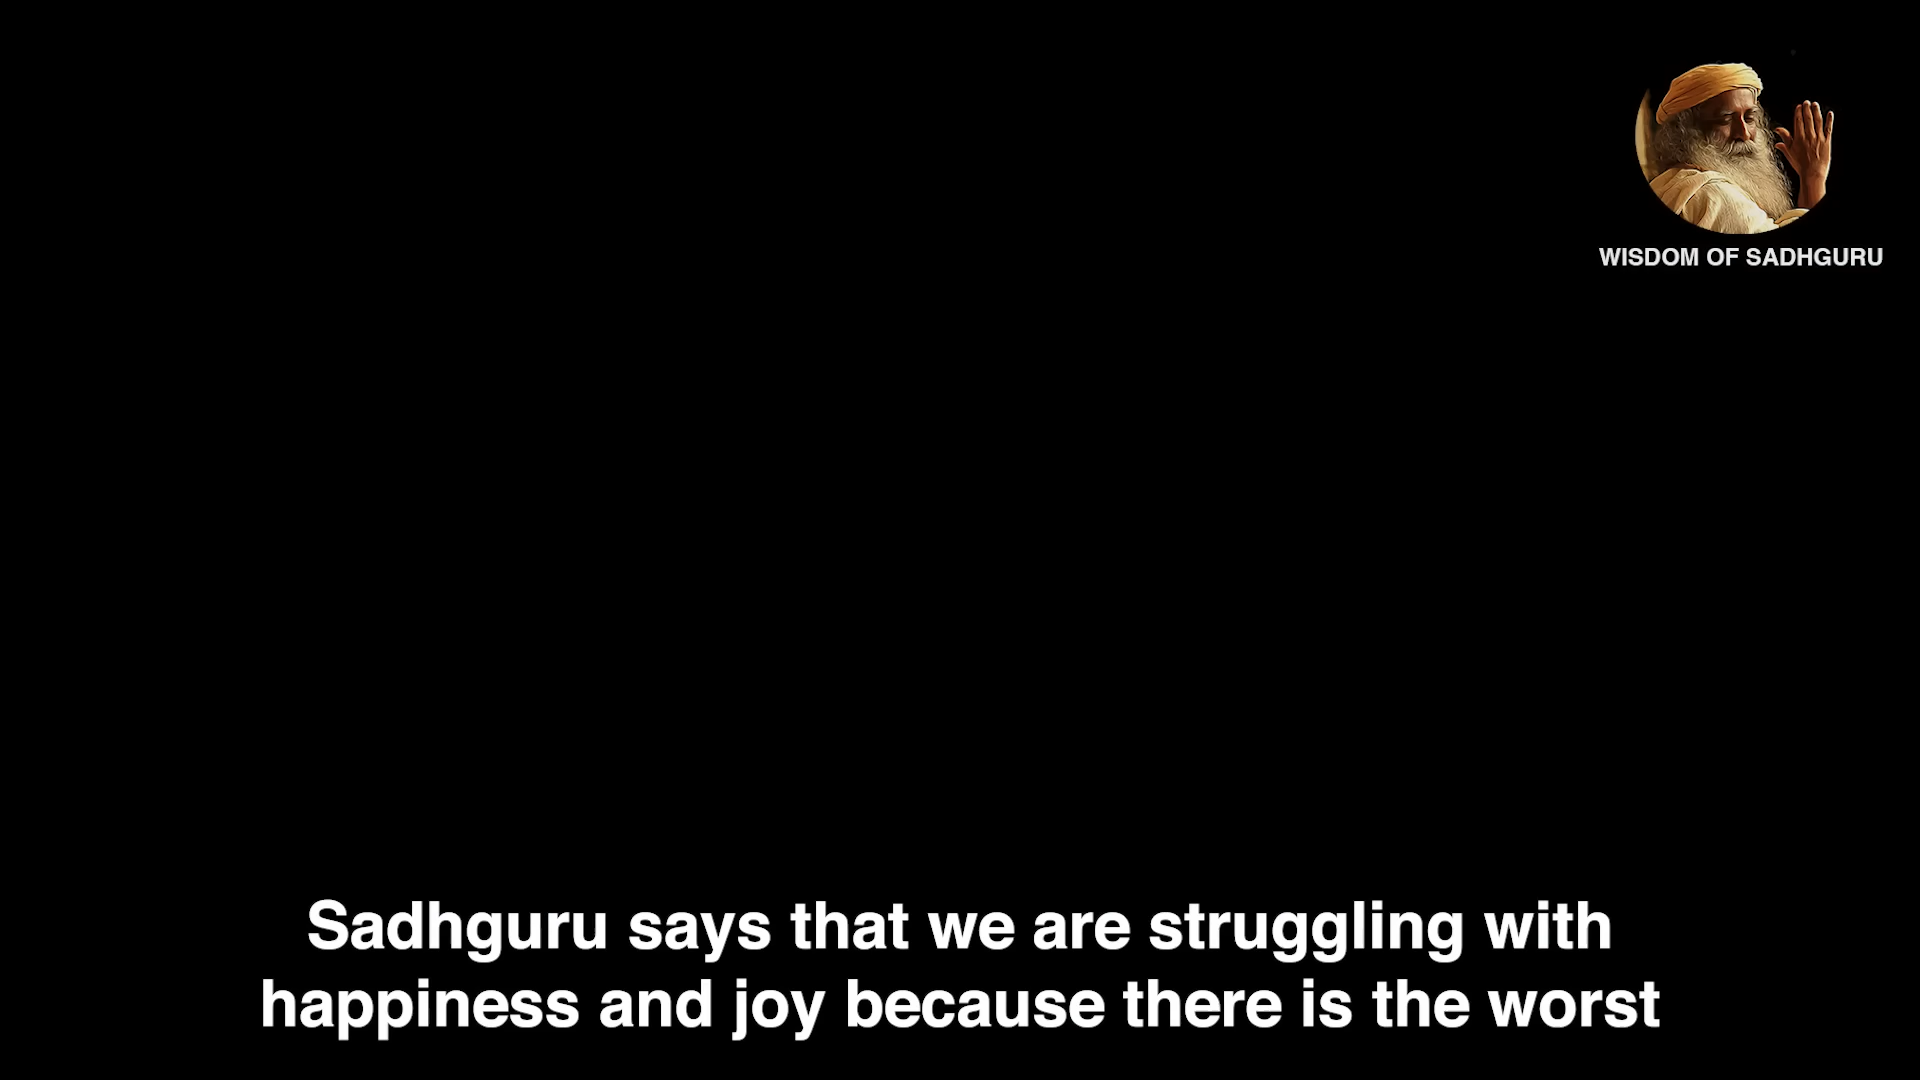 WISDOM OF SADHGURU
Sadhguru says that we are struggling with
happiness and joy because there is the worst